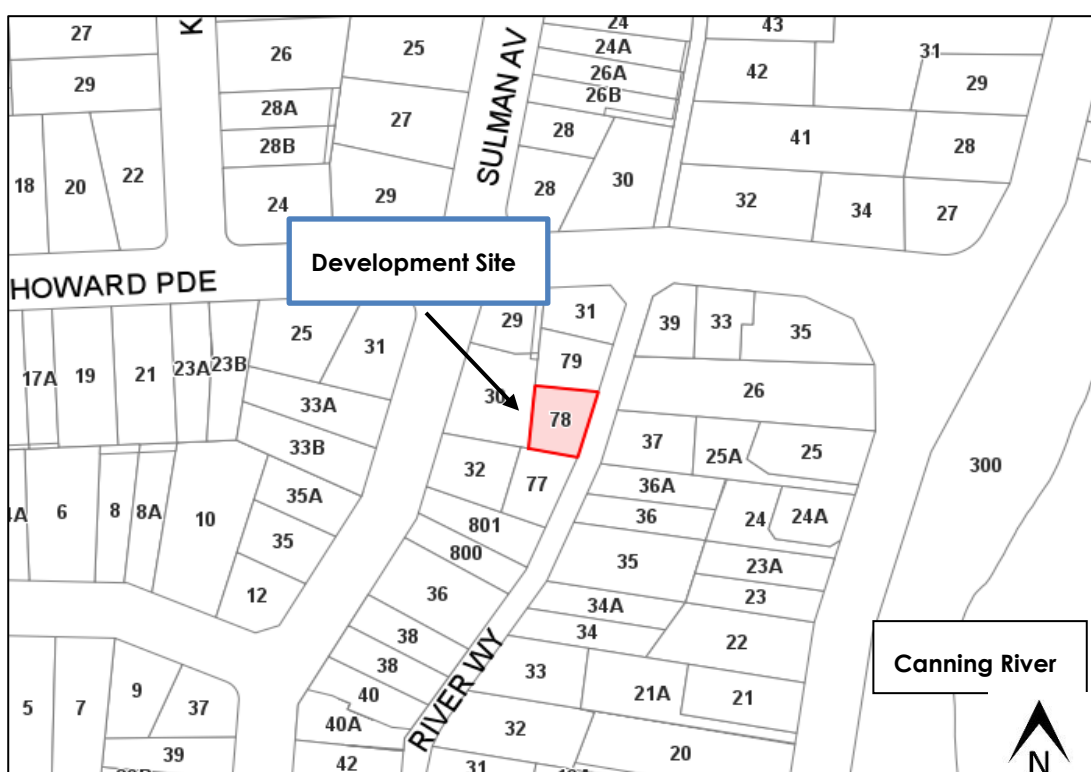 27
K
26
25
SULMAN AV
24
24A
26A
26B
43
42
31
29
29
28A
27
28
41
28
28B
18
20
22
24
29
28
30
32
34
27
Development Site
HOWARD PDE
25
31
29
31
39
33
35
17A
19
21
23A
23B
79
30
26
33A
78
33B
37
25A
25
300
32
77
36A
35A
801
36
24
24A
6
8
8A
10
35
800
35
23A
12
36
34A
23
34
22
38
Canning River
38
33
21A
21
5
7
9
37
40
RIVER WY
40A
32
20
39
42
31
N